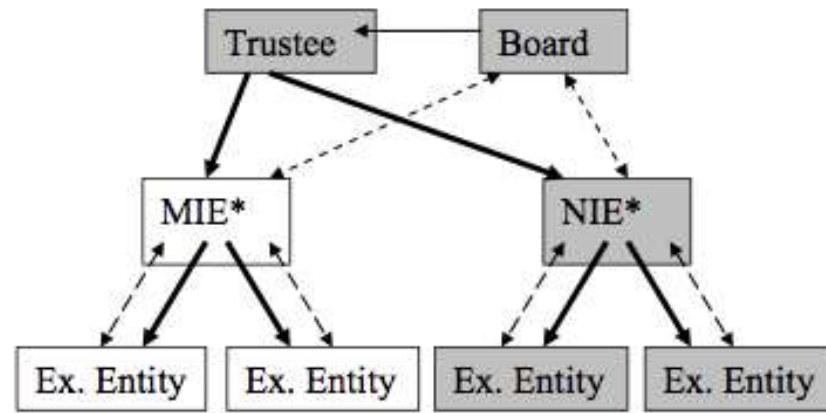 Trustee
Board
MIE*
NIE*
Ex. Entity
Ex. Entity
Ex. Entity
Ex. Entity